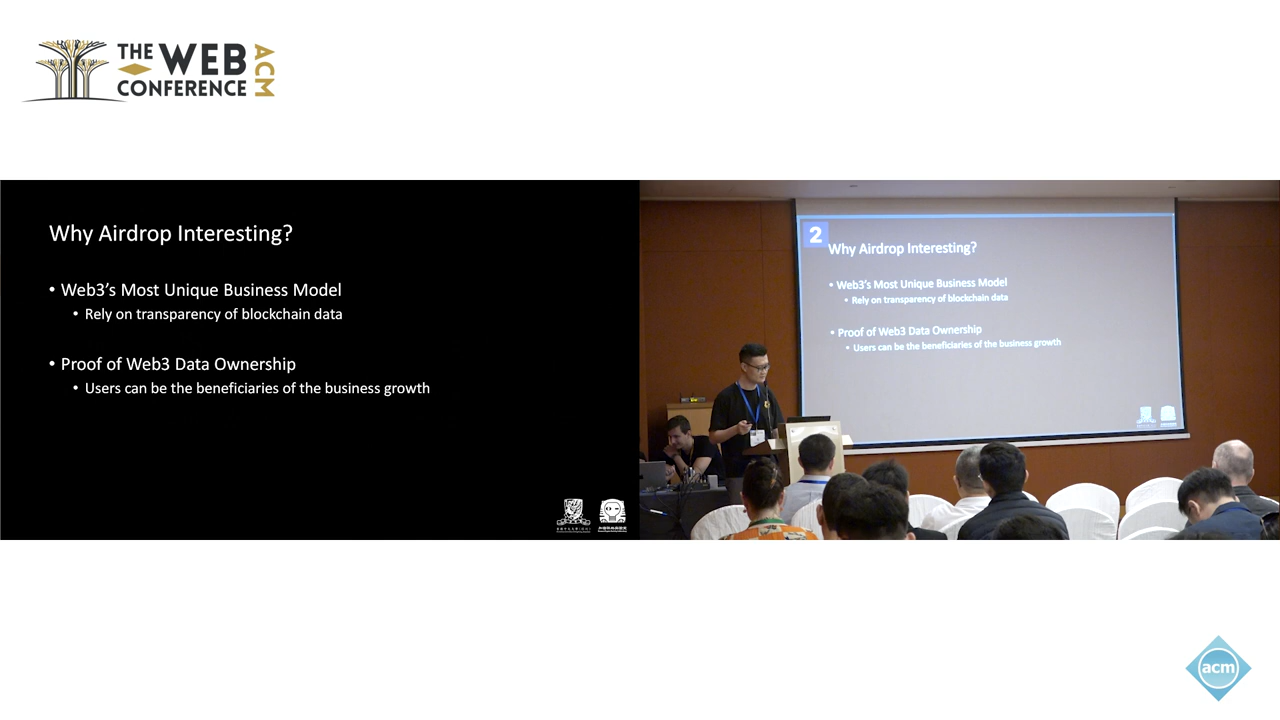 THE WEB
CONFERENCE
ACM
Why Airdrop Interesting?
• Web3's Most Unique Business Model
• Rely on transparency of blockchain data
• Proof of Web3 Data Ownership
• Users can be the beneficiaries of the business growth
2
Why Airdrop Interesting?
• Web3's Most Unique Business Model
• Rely on transparency of blockchain data
• Proof of Web3 Data Ownership
• Users can be the beneficiaries of the business growth
acm